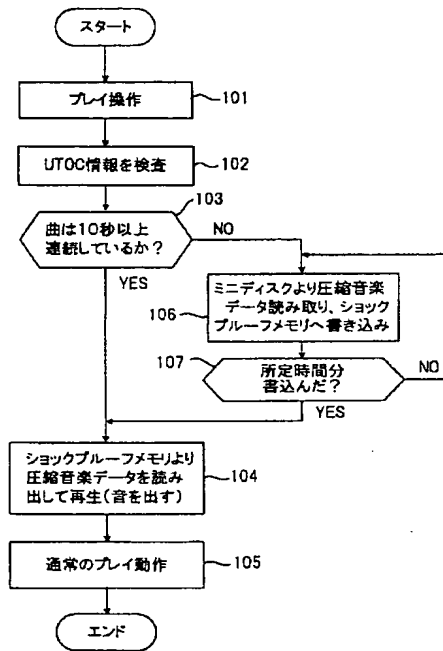 スタート
プレイ操作
101
UTOC情報を検査
102
103
曲は10秒以上
連続しているか?
NO
YES
ミニディスクより圧縮音楽
データ読み取り、ショック
プルーフメモリへ書き込み
106
107
所定時間分
書込んだ?
NO
YES
ショックプルーフメモリより
圧縮音楽データを読み
出して再生(音を出す)
104
通常のプレイ動作
105
エンド